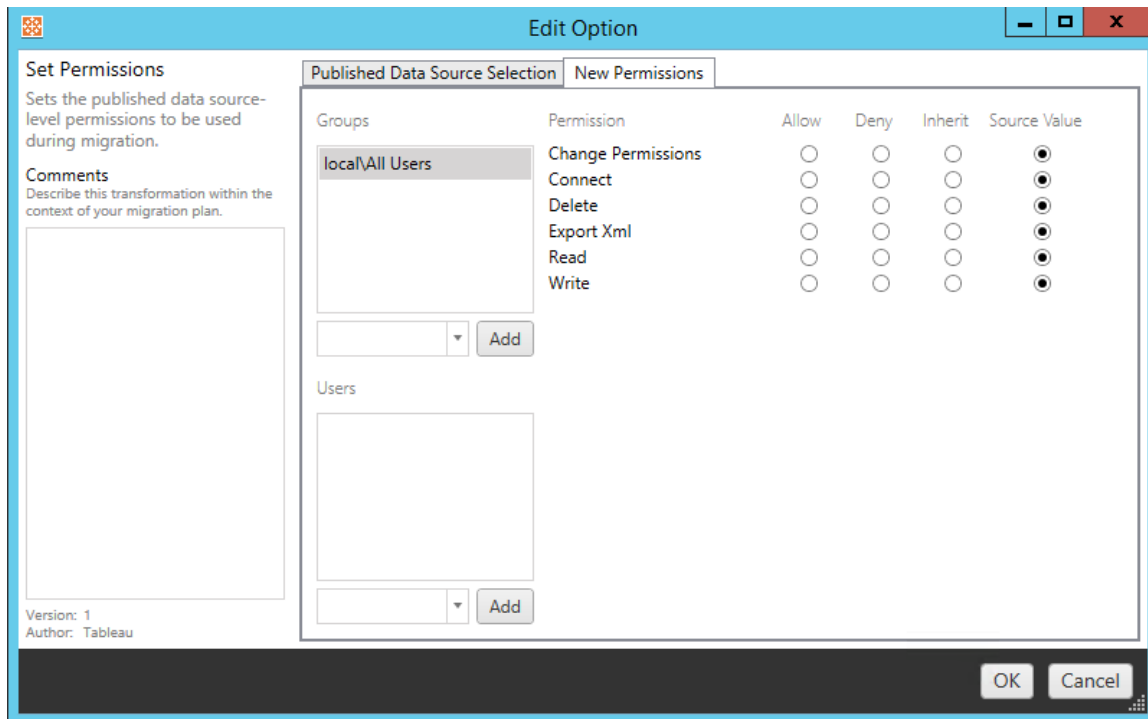 Edit Option
Set Permissions
Sets the published data source-
level permissions to be used
during migration.
Comments
Describe this transformation within the
context of your migration plan.
Version: 1
Author: Tableau
Published Data Source Selection New Permissions
Groups Permission Allow Deny Inherit Source Value
local\All Users
Change Permissions
Connect
Delete
Export Xml
Read
Write
Add
Users
Add
OK Cancel